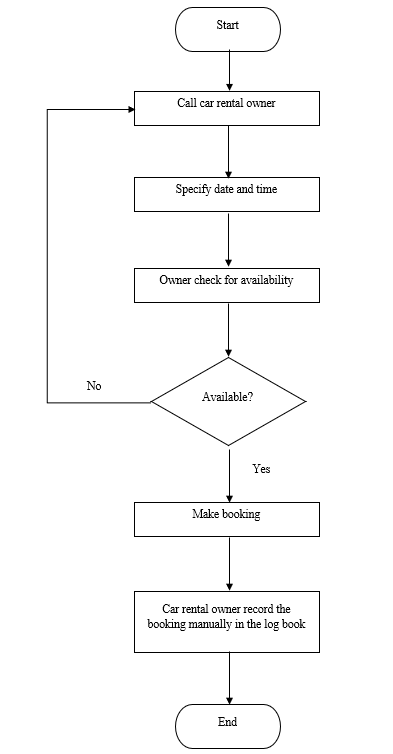 Start
Call car rental owner
Specify date and time
Owner check for availability
Available?
No
Yes
Make booking
Car rental owner record the
booking manually in the log book
End